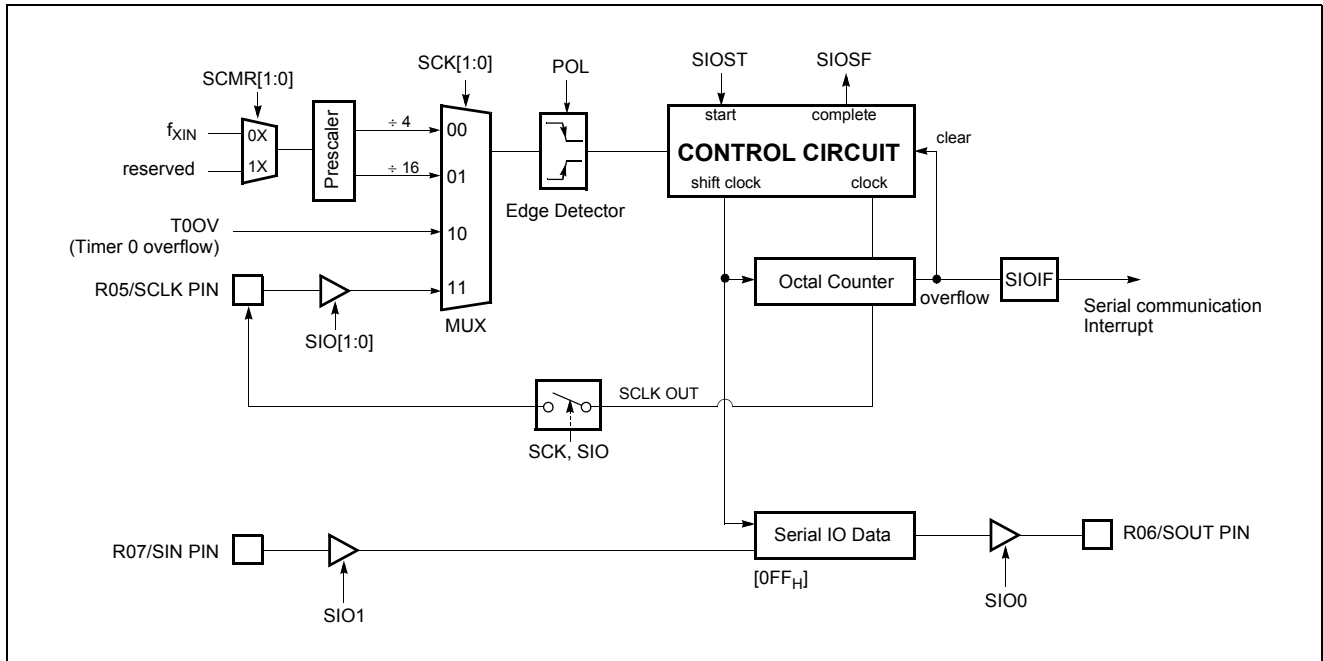 SCK[1:0]
POL
SIOST
SIOSF
SCMR[1:0]
start
complete
fXIN
0X
÷ 4
00
clear
CONTROL CIRCUIT
reserved
1X
Prescaler
÷ 16
01
shift clock
clock
Edge Detector
T0OV
(Timer 0 overflow)
10
R05/SCLK PIN
11
Octal Counter
overflow
SIOIF
Serial communication
Interrupt
MUX
SIO[1:0]
SCLK OUT
SCK, SIO
R07/SIN PIN
Serial IO Data
R06/SOUT PIN
[0FFH]
SIO1
SIO0